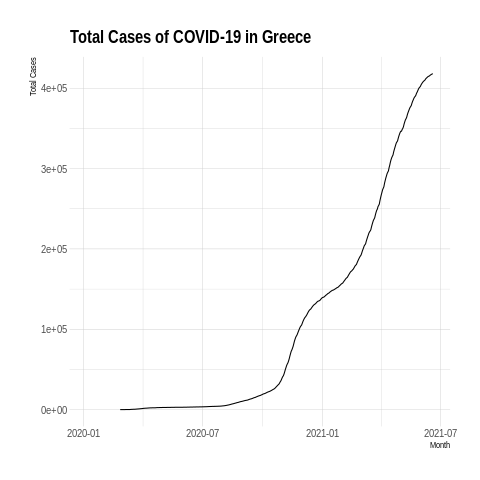 Total Cases of COVID-19 in Greece
Total Cases
4e+05
3e+05
2e+05
1e+05
0e+00
2020-01 2020-07 2021-01 2021-07
Month